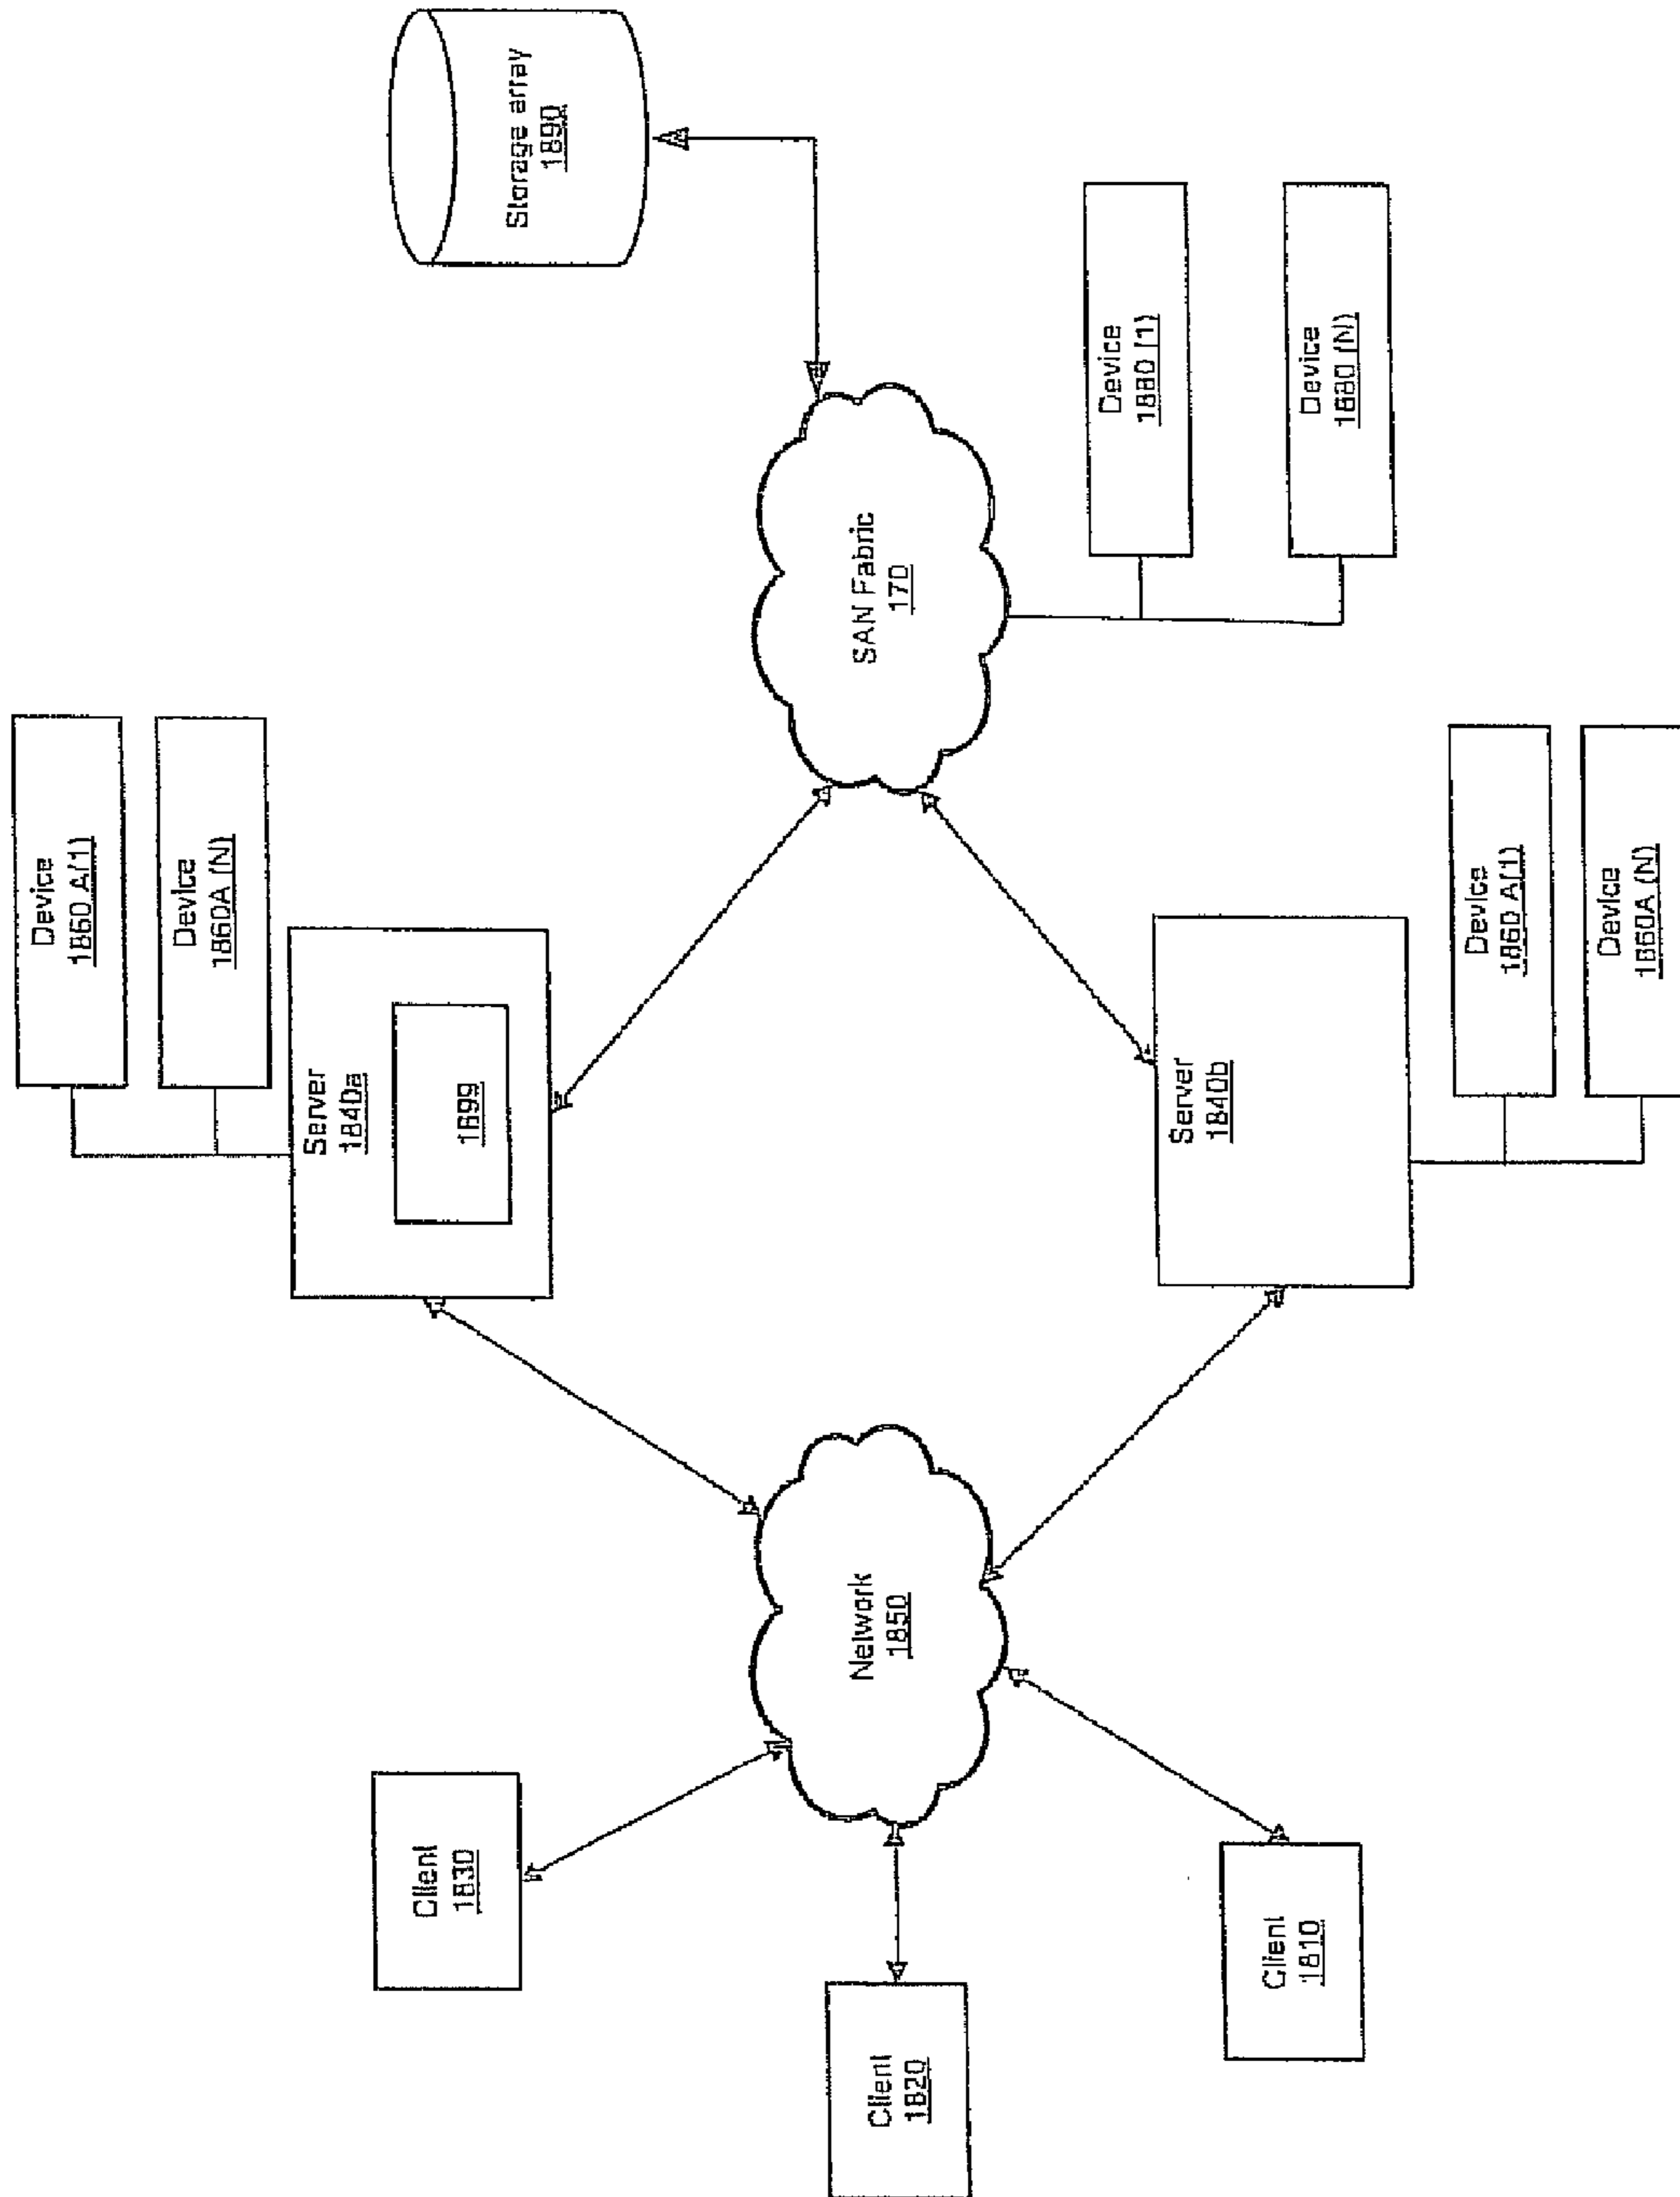 Device
1860 A(1)
Device
1860A (N)
Server
1840a
1899
Client
1830
Storage array
1890
Client
1820
Network
1850
SAN Fabric
170
Device
1880 (1)
Device
1880 (N)
Client
1810
Server
1840b
Device
1860 A(1)
Device
1860A (N)